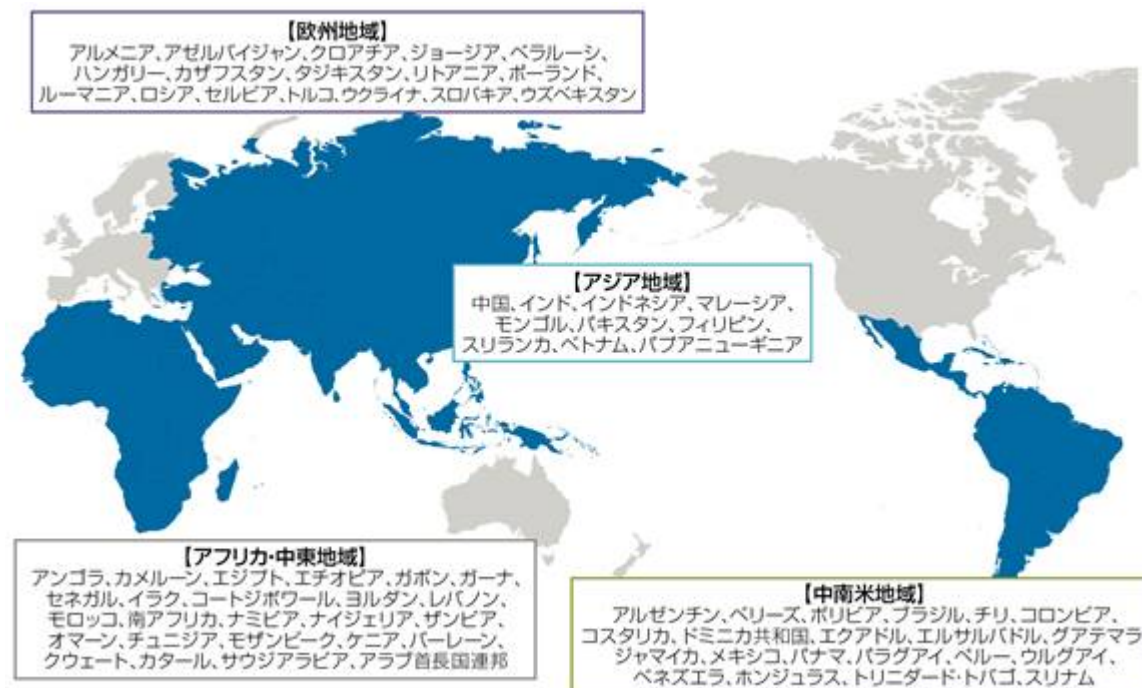 【欧州地域】
アルメニア、アゼルバイジャン、クロアチア、ジョージア、ベラルーシ、
ハンガリー、カザフスタン、タジキスタン、リトアニア、ポーランド、
ルーマニア、ロシア、セルビア、トルコ、ウクライナ、スロバキア、ウズベキスタン
【アジア地域】
中国、インド、インドネシア、マレーシア、
モンゴル、パキスタン、フィリピン、
スリランカ、ベトナム、パプアニューギニア
【アフリカ・中東地域】
アンゴラ、カメルーン、エジプト、エチオピア、ガボン、ガーナ、
セネガル、イラク、コートジボワール、ヨルダン、レバノン、
モロッコ、南アフリカ、ナミビア、ナイジェリア、ザンビア、
オマーン、チュニジア、モザンビーク、ケニア、バーレーン、
クウェート、カタール、サウジアラビア、アラブ首長国連邦
【中南米地域】
アルゼンチン、ベリーズ、ボリビア、ブラジル、チリ、コロンビア、
コスタリカ、ドミニカ共和国、エクアドル、エルサルバドル、グアテマラ
ジャマイカ、メキシコ、パナマ、パラグアイ、ペルー、ウルグアイ、
ベネズエラ、ホンジュラス、トリニダード・トバゴ、スリナム